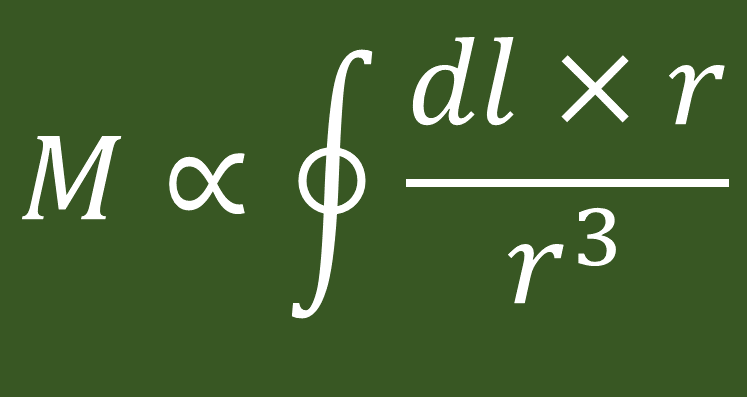 M ∝ ∮ dl × r / r³